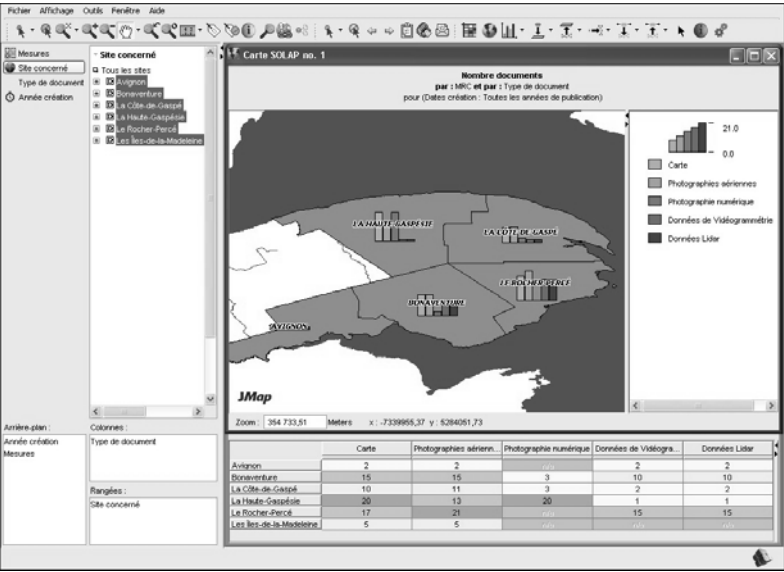 Fichier Affichage Outils Fenêtre Aide
Mesures
Site concerné
Type de document
Année création
- Site concerné
Tous les sites
Avignon
Bonaventure
La Côte-de-Gaspé
La Haute-Gaspésie
Le Rocher-Percé
Les Îles-de-la-Madeleine
Carte SOLAP no. 1
Nombre documents
par : MRC et par : Type de document
pour (Dates création : Toutes les années de publication)
LA HAUTE-GASPÉSIE
LA CÔTE-DE-GASPÉ
LE ROCHER-PERCÉ
BONAVENTURE
AVIGNON
JMap
21.0
0.0
Carte
Photographies aériennes
Photographie numérique
Données de Vidéogrammétrie
Données Lidar
Zoom : 354 733,51 Meters x : -7339955,37 y : 5284051,73
Arrière-plan :
Année création
Mesures
Colonnes :
Type de document
Rangées :
Site concerné
Carte Photographies aérienn... Photographie numérique Données de Vidéogra... Données Lidar
Avignon 2 2 n/a 2 2
Bonaventure 15 15 3 10 10
La Côte-de-Gaspé 10 11 3 2 2
La Haute-Gaspésie 20 13 20 1 1
Le Rocher-Percé 17 21 n/a 15 15
Les Îles-de-la-Madeleine 5 5 n/a n/a n/a